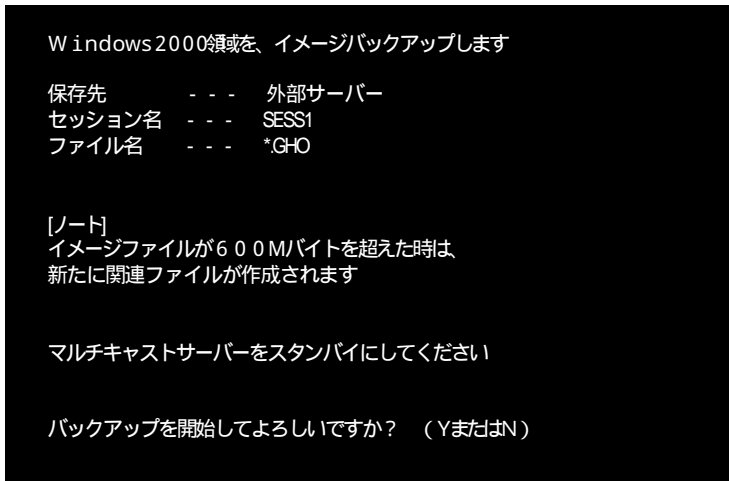 Windows2000領域を、イメージバックアップします
保存先 - - - 外部サーバー
セッション名 - - - SESS1
ファイル名 - - - *.GHO
[ノート]
イメージファイルが600Mバイトを超えた時は、
新たに関連ファイルが作成されます
マルチキャストサーバーをスタンバイにしてください
バックアップを開始してよろしいですか? (YまたはN)